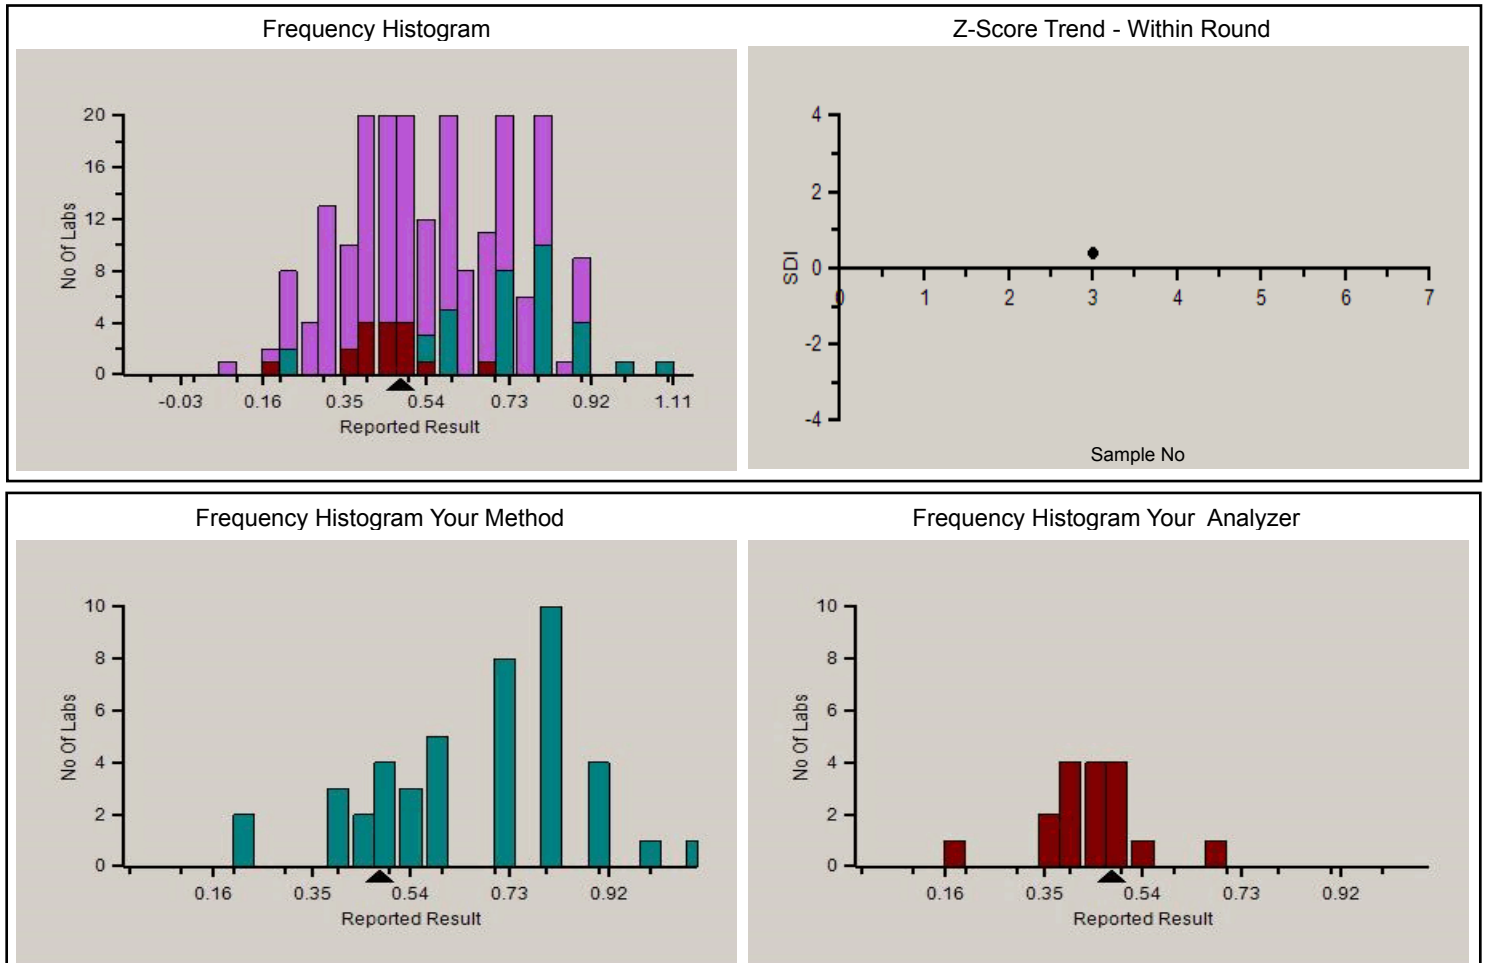 Frequency Histogram
20
16
12
8
4
0
No Of Labs
-0.03 0.16 0.35 0.54 0.73 0.92 1.11
Reported Result
Z-Score Trend - Within Round
4
2
0
-2
-4
SDI
0 1 2 3 4 5 6 7
Sample No
Frequency Histogram Your Method
10
8
6
4
2
0
No Of Labs
0.16 0.35 0.54 0.73 0.92
Reported Result
Frequency Histogram Your Analyzer
10
8
6
4
2
0
No Of Labs
0.16 0.35 0.54 0.73 0.92
Reported Result